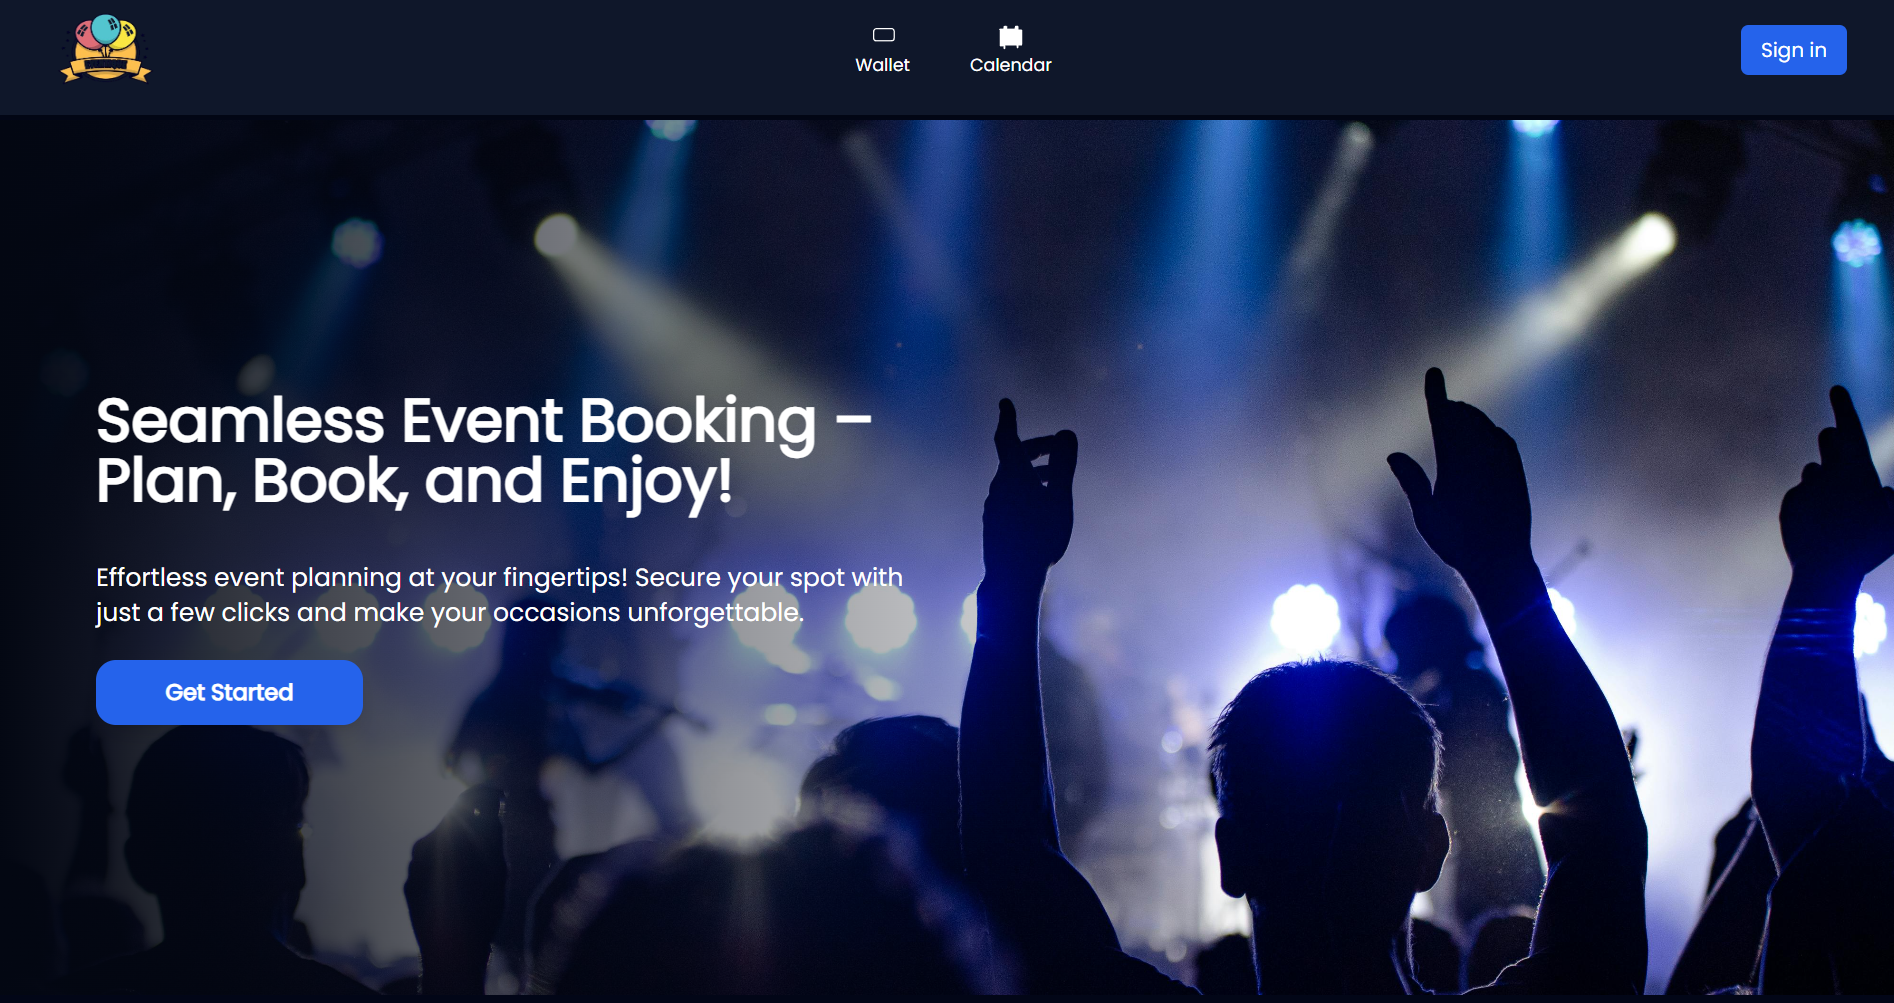 Wallet
Calendar
Sign in
Seamless Event Booking –
Plan, Book, and Enjoy!
Effortless event planning at your fingertips! Secure your spot with
just a few clicks and make your occasions unforgettable.
Get Started